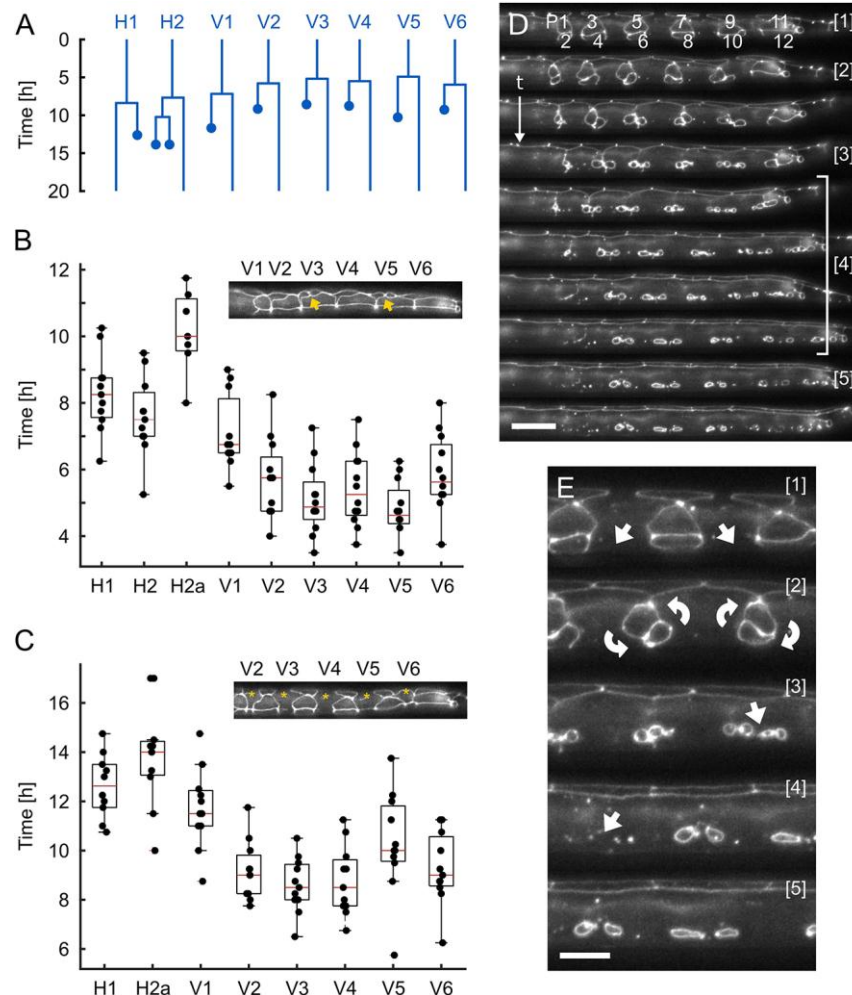 A
H1 H2 V1 V2 V3 V4 V5 V6
Time [h]
0
5
10
15
20
B
V1 V2 V3 V4 V5 V6
Time [h]
12
10
8
6
4
H1 H2 H2a V1 V2 V3 V4 V5 V6
C
V2 V3 V4 V5 V6
Time [h]
16
14
12
10
8
6
H1 H2a V1 V2 V3 V4 V5 V6
D
P1 3 5 7 9 11 [1]
2 4 6 8 10 12
[2]
t
[3]
[4]
[5]
E
[1]
[2]
[3]
[4]
[5]